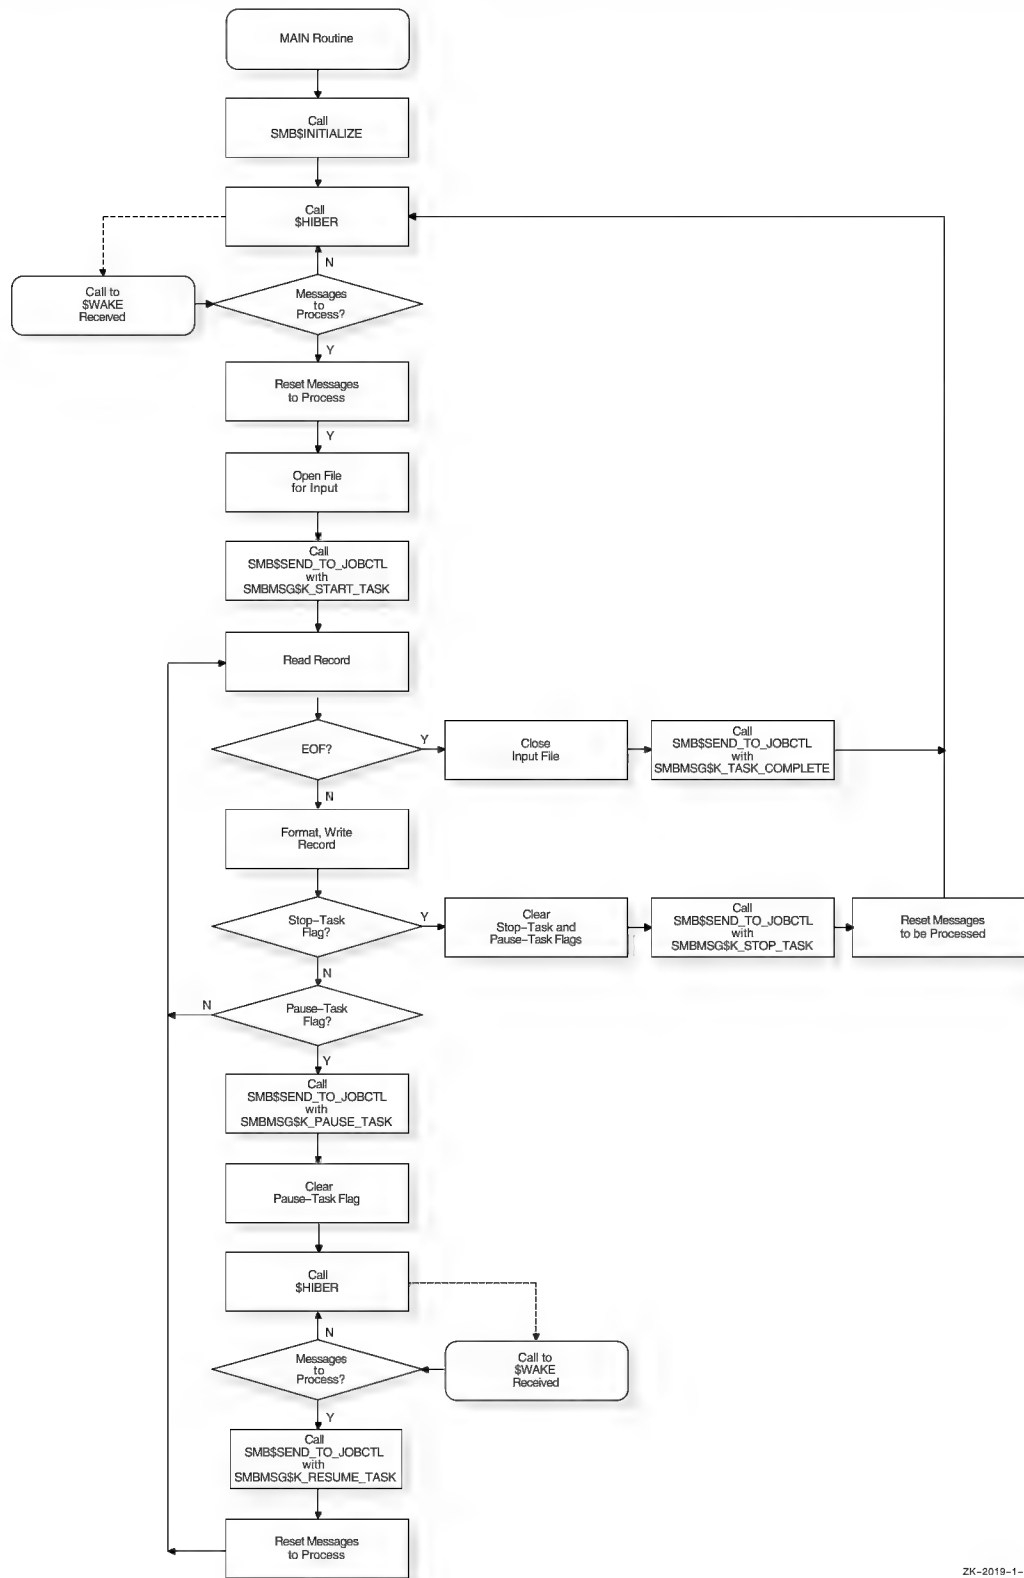 MAIN Routine
Call
SMB$INITIALIZE
Call
$HIBER
N
Call to
$WAKE
Received
Messages
to
Process?
Y
Reset Messages
to Process
Y
Open File
for Input
Call
SMB$SEND_TO_JOBCTL
with
SMBMSG$K_START_TASK
Read Record
EOF?
Y
Close
Input File
Call
SMB$SEND_TO_JOBCTL
with
SMBMSG$K_TASK_COMPLETE
N
Format, Write
Record
Stop-Task
Flag?
Y
Clear
Stop-Task and
Pause-Task Flags
Call
SMB$SEND_TO_JOBCTL
with
SMBMSG$K_STOP_TASK
Reset Messages
to be Processed
N
N
Pause-Task
Flag?
Y
Call
SMB$SEND_TO_JOBCTL
with
SMBMSG$K_PAUSE_TASK
Clear
Pause-Task Flag
Call
$HIBER
N
Messages
to
Process?
Call to
$WAKE
Received
Y
Call
SMB$SEND_TO_JOBCTL
with
SMBMSG$K_RESUME_TASK
Reset Messages
to Process
ZK-2019-1-